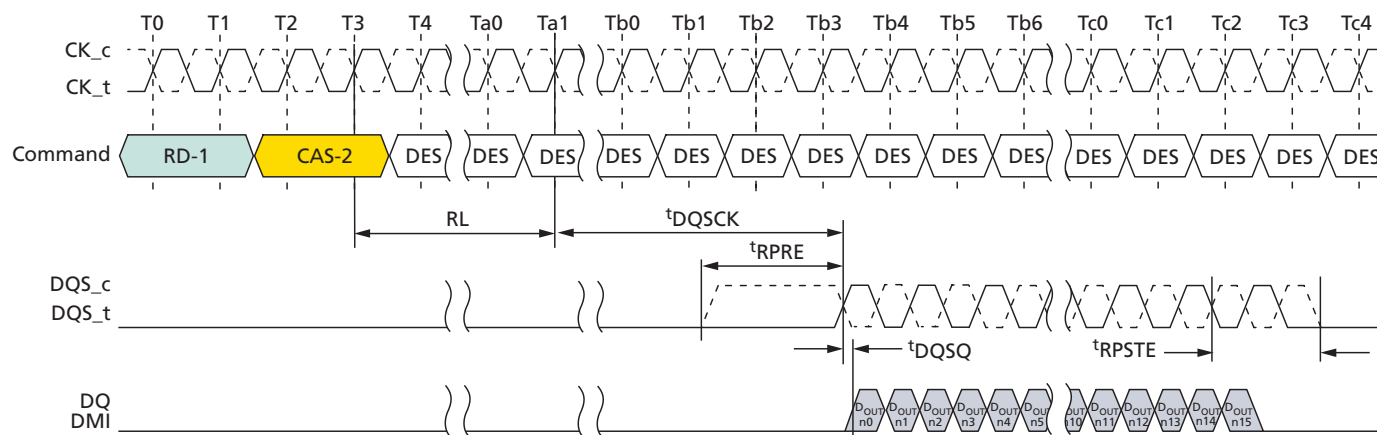 T0 T1 T2 T3 T4 Ta0 Ta1 Tb0 Tb1 Tb2 Tb3 Tb4 Tb5 Tb6 Tc0 Tc1 Tc2 Tc3 Tc4
CK_c
CK_t
Command RD-1 CAS-2 DES DES DES DES DES DES DES DES DES DES DES DES DES DES DES
RL tDQSCK
tRPRE
DQS_c
DQS_t
tDQSQ tRPSTE
DQ
DMI
DOUT DOUT DOUT DOUT DOUT DOUT DOUT DOUT DOUT DOUT DOUT DOUT
n0 n1 n2 n3 n4 n5 n10 n11 n12 n13 n14 n15